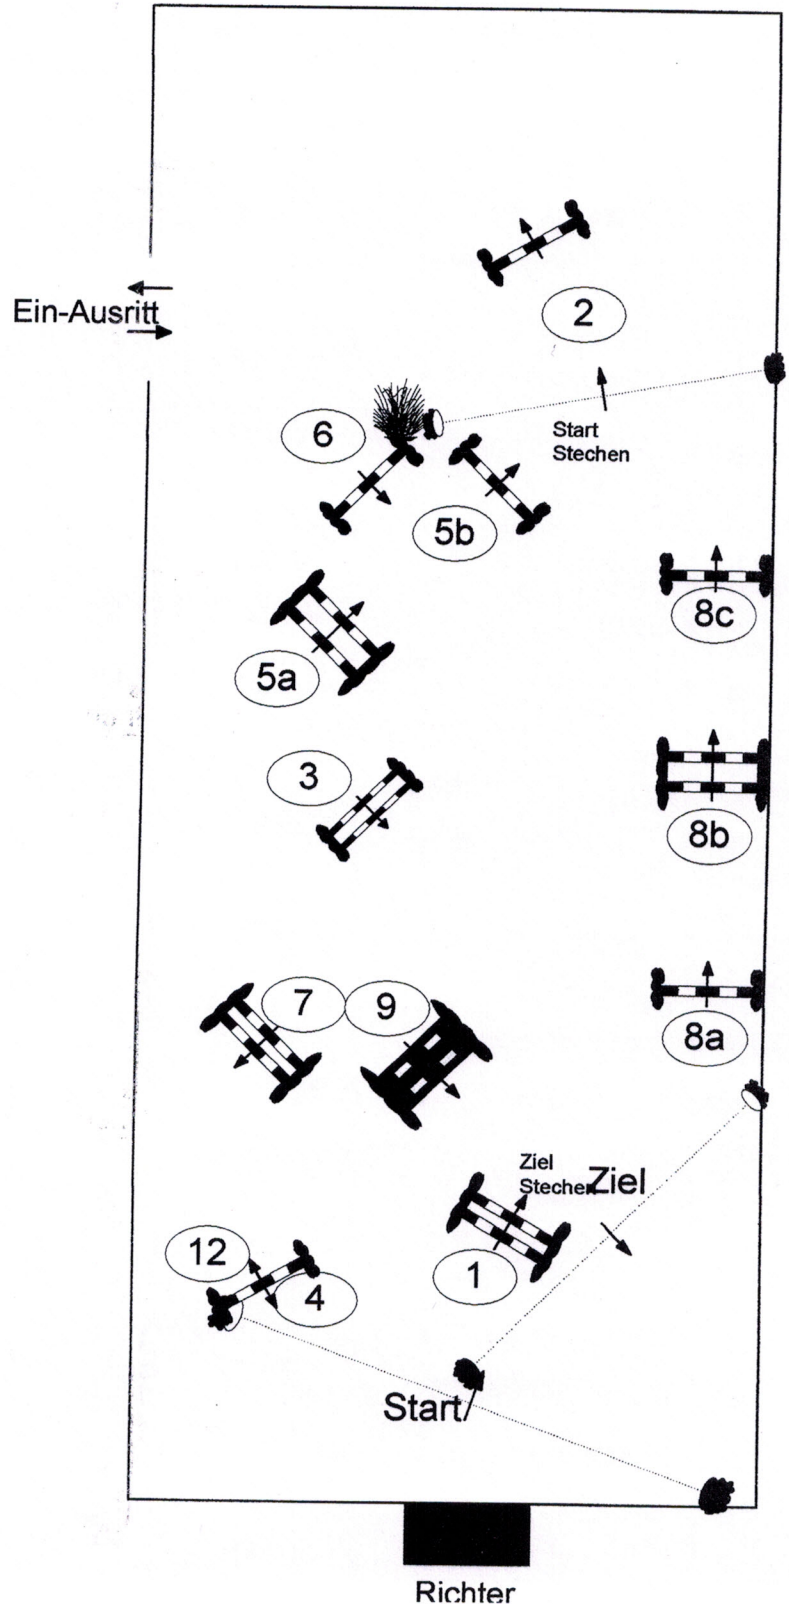 2
Ein-Ausritt
6
Start
Stechen
5b
8c
5a
3
8b
7
9
8a
Ziel
Stechen
Ziel
12
1
4
Start
Richter